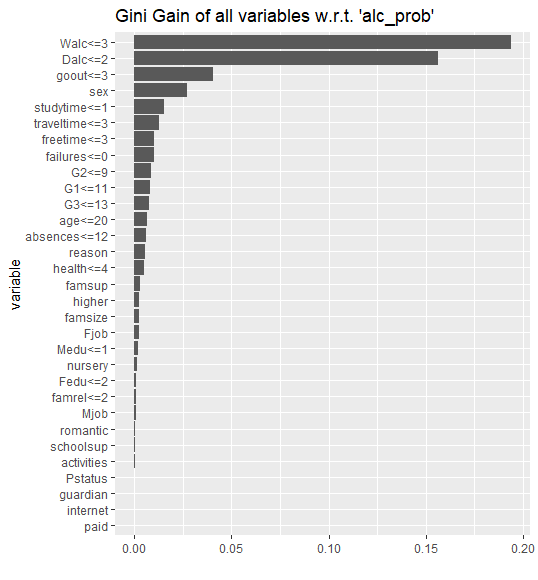 Gini Gain of all variables w.r.t. 'alc_prob'
Walc<=3
Dalc<=2
goout<=3
sex
studytime<=1
traveltime<=3
freetime<=3
failures<=0
G2<=9
G1<=11
G3<=13
age<=20
absences<=12
reason
health<=4
famsup
higher
famsize
Fjob
Medu<=1
nursery
Fedu<=2
famrel<=2
Mjob
romantic
schoolsup
activities
Pstatus
guardian
internet
paid
variable
0.00 0.05 0.10 0.15 0.20